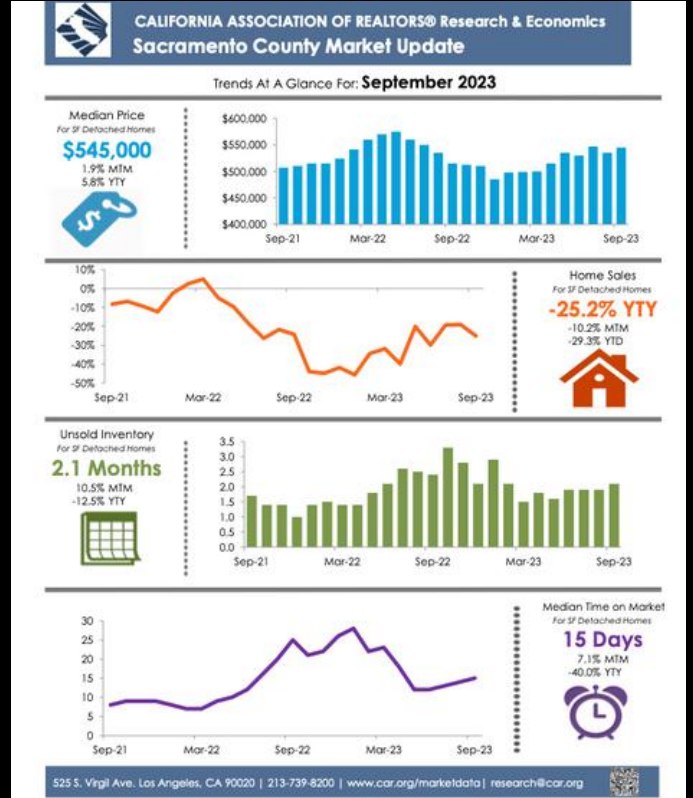 CALIFORNIA ASSOCIATION OF REALTORS® Research & Economics
Sacramento County Market Update
Trends At A Glance For: September 2023
Median Price
For SF Detached Homes
$545,000
1.9% MTM
5.8% YTY
$
$600,000
$550,000
$500,000
$450,000
$400,000
Sep-21 Mar-22 Sep-22 Mar-23 Sep-23
10%
0%
-10%
-20%
-30%
-40%
-50%
Sep-21 Mar-22 Sep-22 Mar-23 Sep-23
Home Sales
For SF Detached Homes
-25.2% YTY
-10.2% MTM
-29.3% YTD
Unsold Inventory
For SF Detached Homes
2.1 Months
10.5% MTM
-12.5% YTY
3.5
3.0
2.5
2.0
1.5
1.0
0.5
0.0
Sep-21 Mar-22 Sep-22 Mar-23 Sep-23
30
25
20
15
10
5
0
Sep-21 Mar-22 Sep-22 Mar-23 Sep-23
Median Time on Market
For SF Detached Homes
15 Days
7.1% MTM
-40.0% YTY
525 S. Virgil Ave. Los Angeles, CA 90020 | 213-739-8200 | www.car.org/marketdata| research@car.org